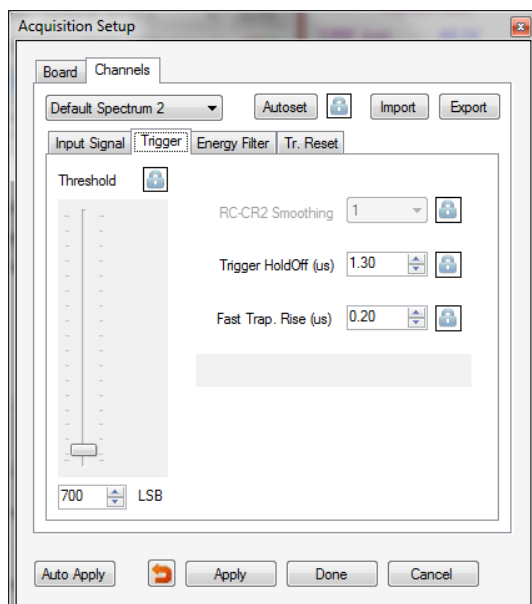 Acquisition Setup
Board Channels
Default Spectrum 2 Autoset Import Export
Input Signal Trigger Energy Filter Tr. Reset
Threshold
RC-CR2 Smoothing 1
Trigger HoldOff (us) 1.30
Fast Trap. Rise (us) 0.20
700 LSB
Auto Apply Apply Done Cancel